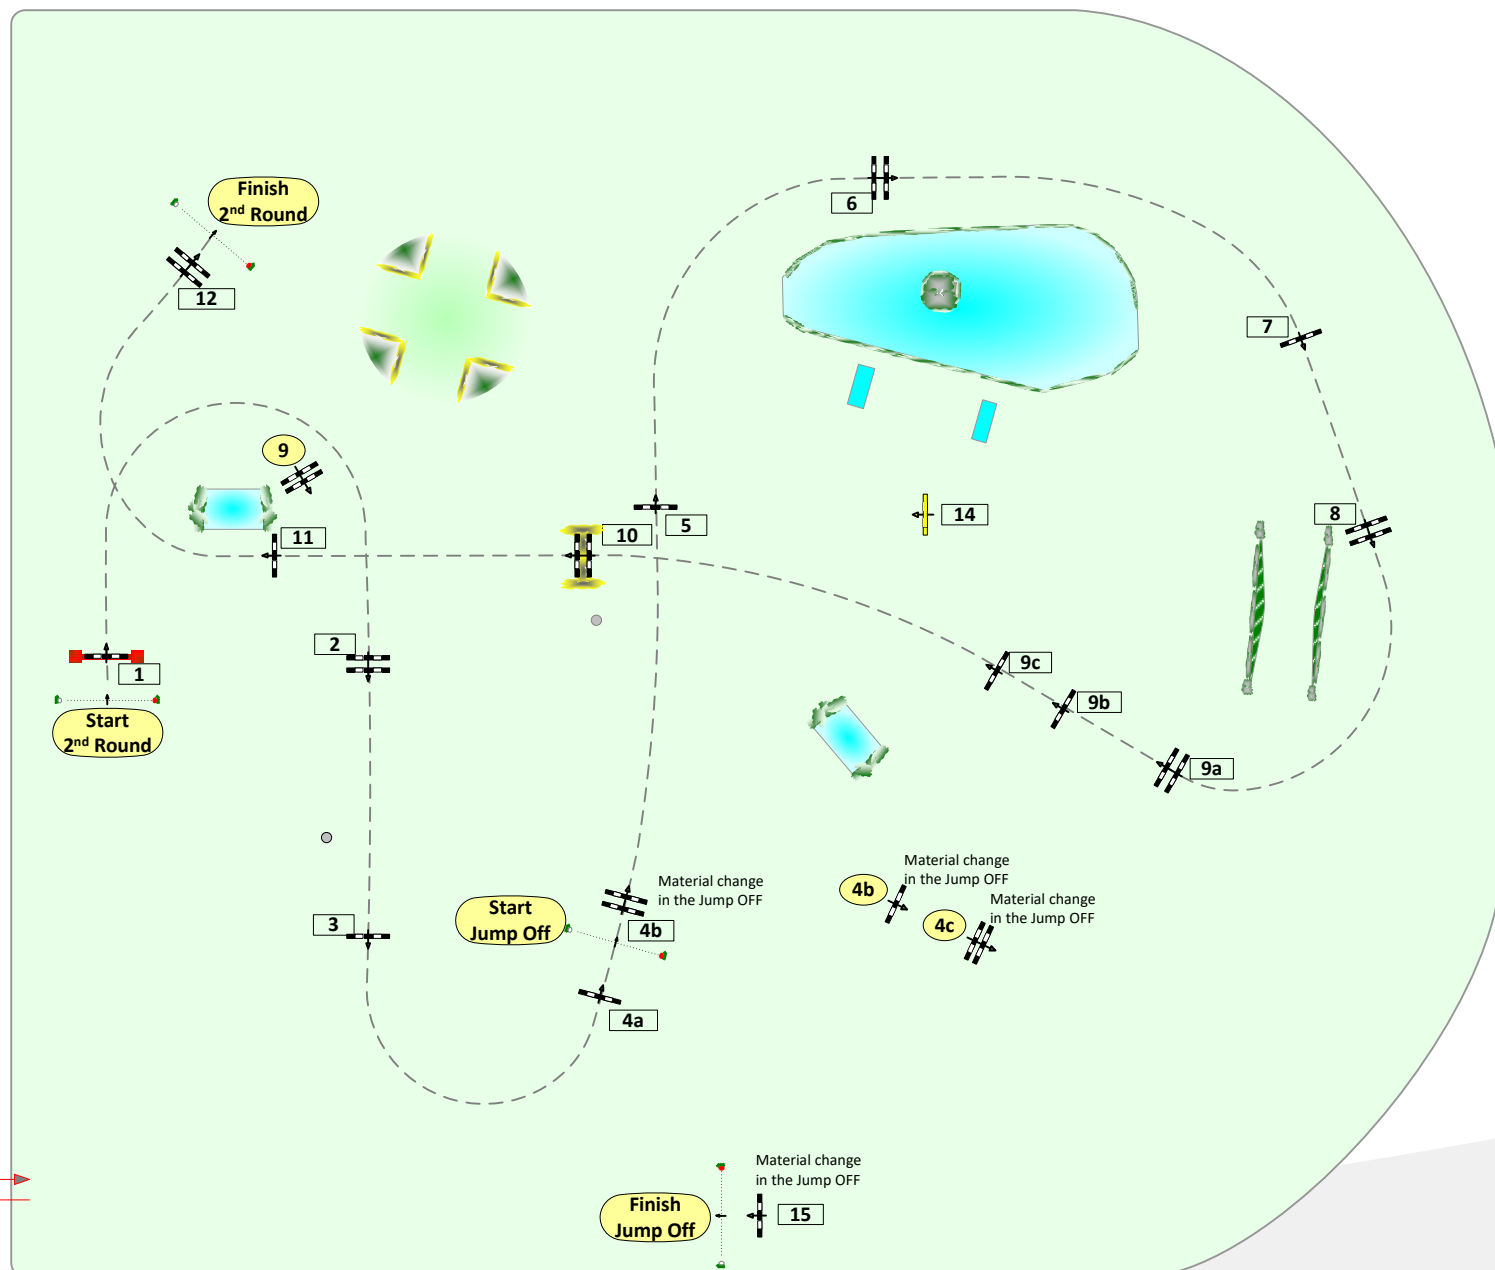 Finish
2nd Round
12
6
7
9
8
14
5
10
11
2
1
Start
2nd Round
9c
9b
9a
Material change
in the Jump OFF
4b
Material change
in the Jump OFF
4b
Start
Jump Off
3
4c
Material change
in the Jump OFF
4a
Material change
in the Jump OFF
15
Finish
Jump Off